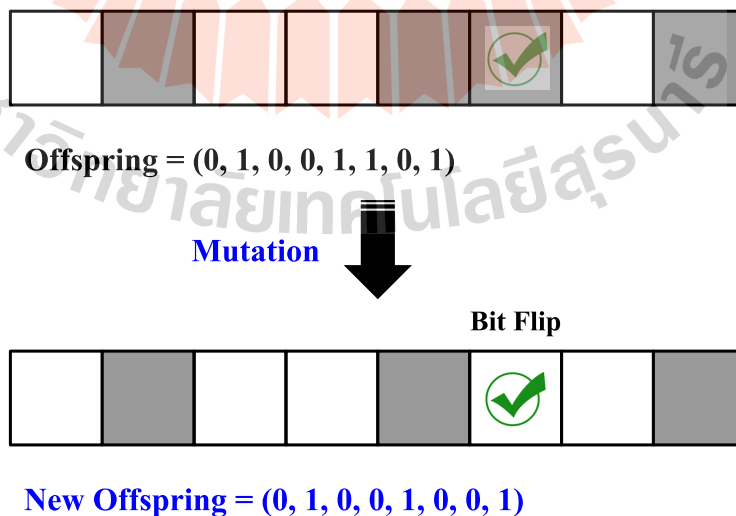 Offspring = (0, 1, 0, 0, 1, 1, 0, 1)
Mutation
Bit Flip
New Offspring = (0, 1, 0, 0, 1, 0, 0, 1)